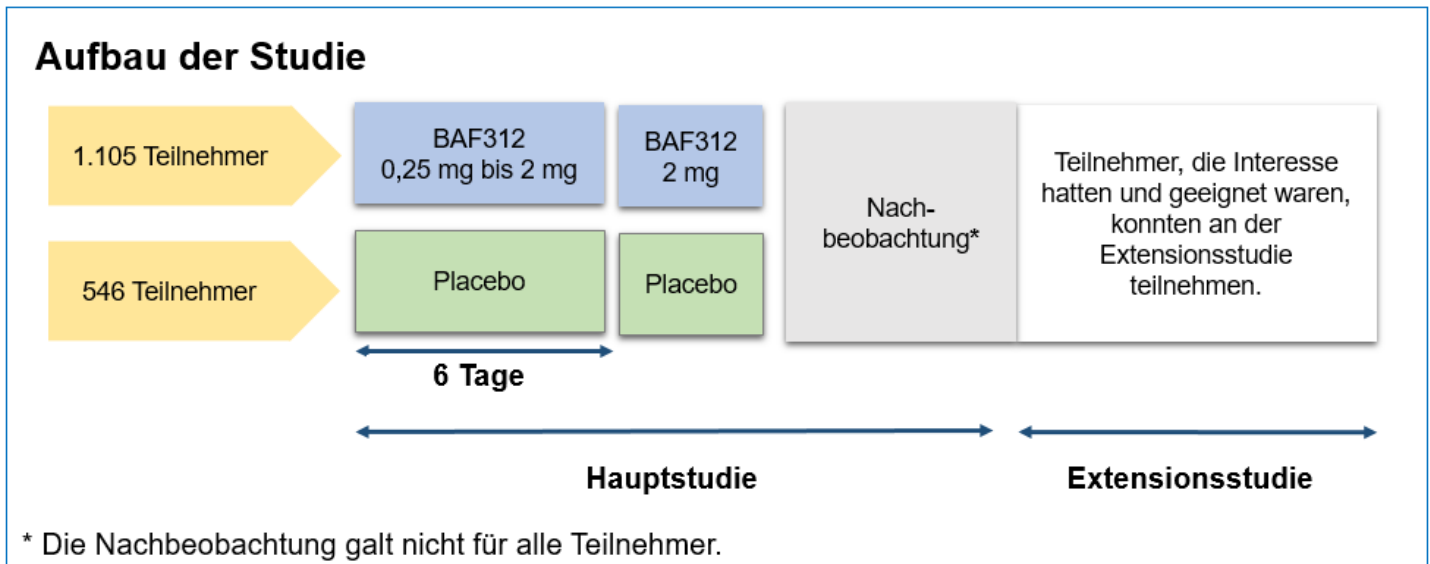 Aufbau der Studie
1.105 Teilnehmer
BAF312
0,25 mg bis 2 mg
BAF312
2 mg
546 Teilnehmer
Placebo
Placebo
Nach-
beobachtung*
Teilnehmer, die Interesse
hatten und geeignet waren,
konnten an der
Extensionsstudie
teilnehmen.
6 Tage
Hauptstudie
Extensionsstudie
* Die Nachbeobachtung galt nicht für alle Teilnehmer.